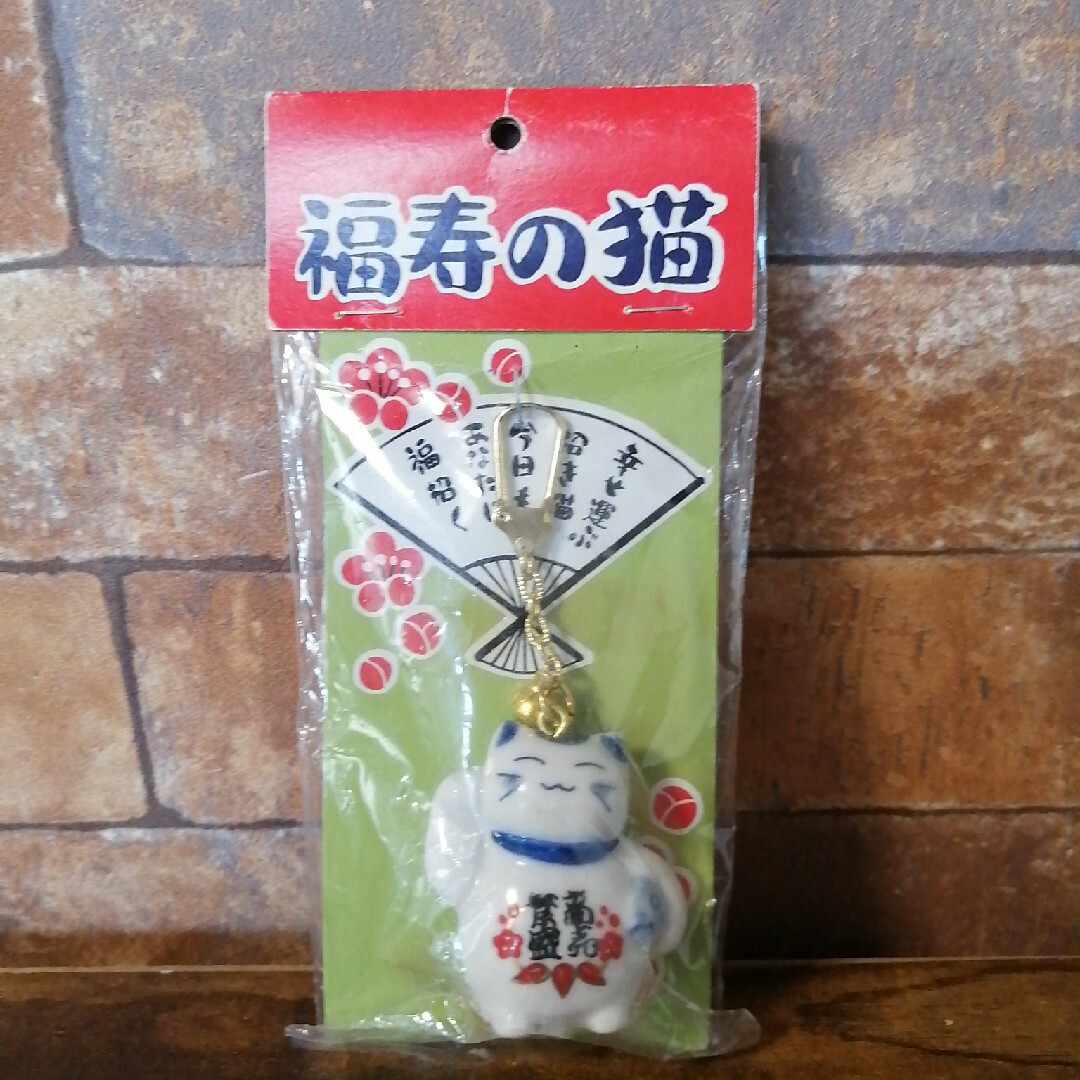 福寿の猫
幸せ運ぶ
招き猫
今日も
あなたに
福招く
商売
繁盛